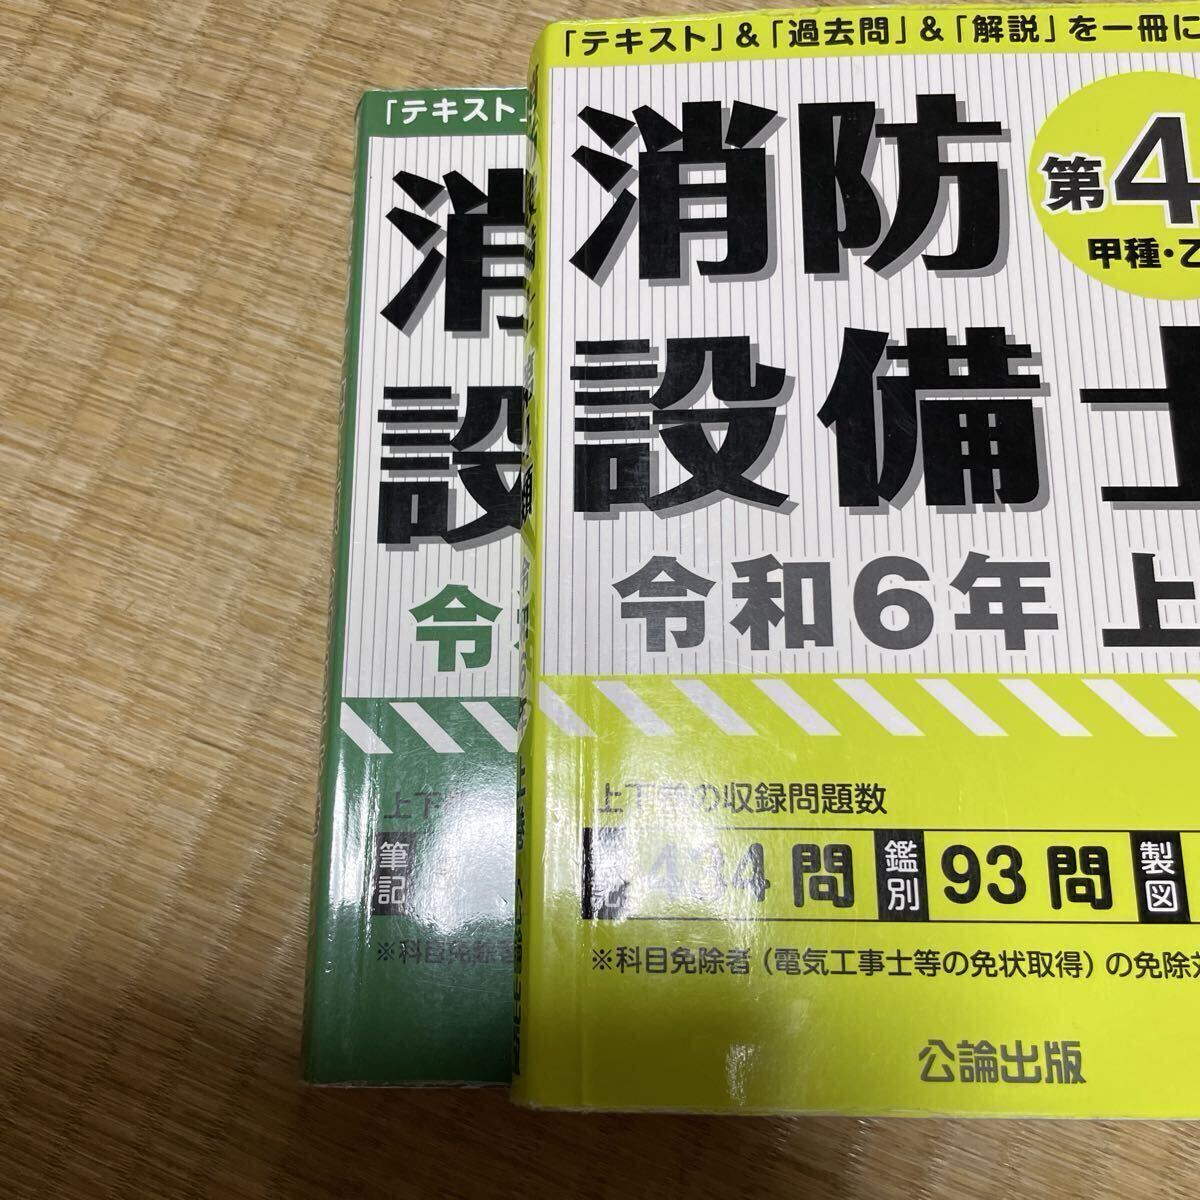 「テキスト」&「過去問」&「解説」を一冊に
消防
第4
甲種・乙
設備士
令和6年 上
上下巻の収録問題数
筆記 434問 鑑別 93問 製図
※科目免除者（電気工事士等の免状取得）の免除
公論出版
「テキスト」
消
設
令
上下
筆記
※科目免除者